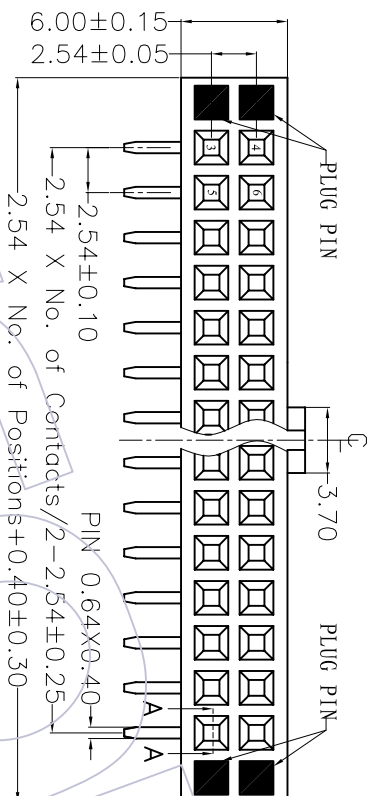 6.00±0.15
2.54±0.05
PLUG PIN
3
4
5
6
2.54±0.10
2.54 X No. of Contacts/2-2.54±0.25
2.54 X No. of Positions+0.40±0.30
3.70
PIN 0.64X0.40
A
A
PLUG PIN